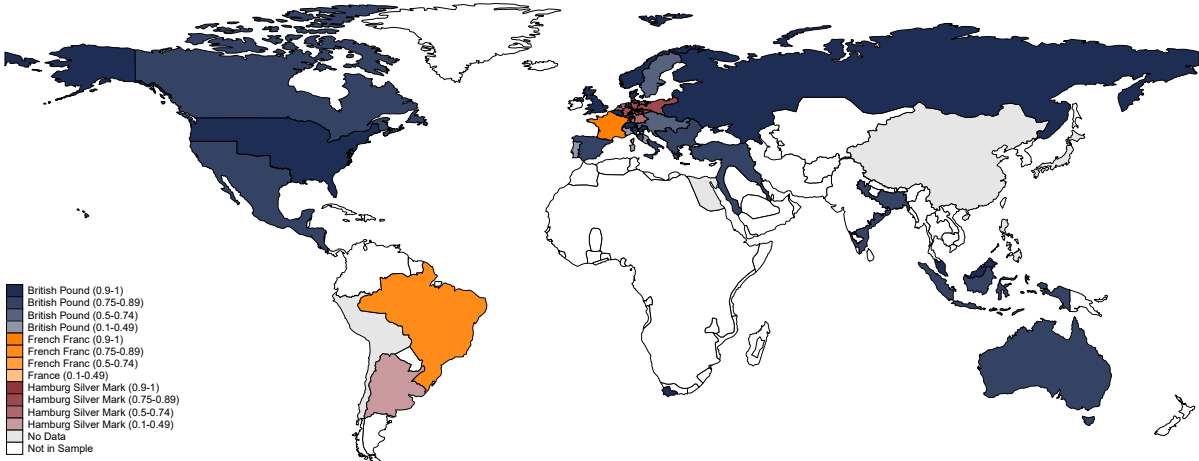 British Pound (0.9-1)
British Pound (0.75-0.89)
British Pound (0.5-0.74)
British Pound (0.1-0.49)
French Franc (0.9-1)
French Franc (0.75-0.89)
French Franc (0.5-0.74)
France (0.1-0.49)
Hamburg Silver Mark (0.9-1)
Hamburg Silver Mark (0.75-0.89)
Hamburg Silver Mark (0.5-0.74)
Hamburg Silver Mark (0.1-0.49)
No Data
Not in Sample